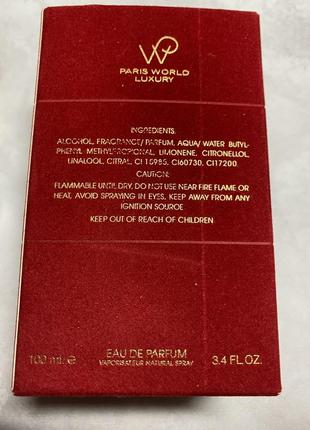 WP
PARIS WORLD
LUXURY
INGREDIENTS:
ALCOHOL, FRAGRANCE/ PARFUM, AQUA/ WATER BUTYL-
PHENYL METHYLPROPIONAL, LIMONENE, CITRONELLOL,
LINALOOL, CITRAL, CI 15985, CI60730, CI17200.
CAUTION:
FLAMMABLE UNTIL DRY, DO NOT USE NEAR FIRE FLAME OR
HEAT, AVOID SPRAYING IN EYES, KEEP AWAY FROM ANY
IGNITION SOUROE
KEEP OUT OF REACH OF CHILDREN
100 ml. e EAU DE PARFUM 3.4 FL.OZ.
VAPORISATEUR NATURAL SPRAY